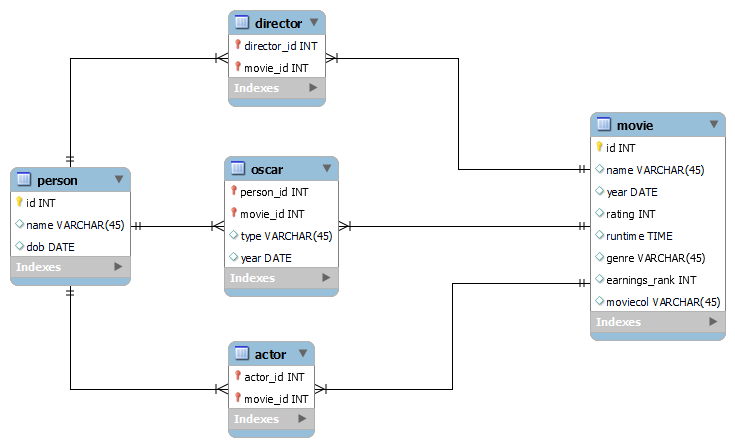 director
director_id INT
movie_id INT
Indexes
person
id INT
name VARCHAR(45)
dob DATE
Indexes
oscar
person_id INT
movie_id INT
type VARCHAR(45)
year DATE
Indexes
actor
actor_id INT
movie_id INT
Indexes
movie
id INT
name VARCHAR(45)
year DATE
rating INT
runtime TIME
genre VARCHAR(45)
earnings_rank INT
moviecol VARCHAR(45)
Indexes